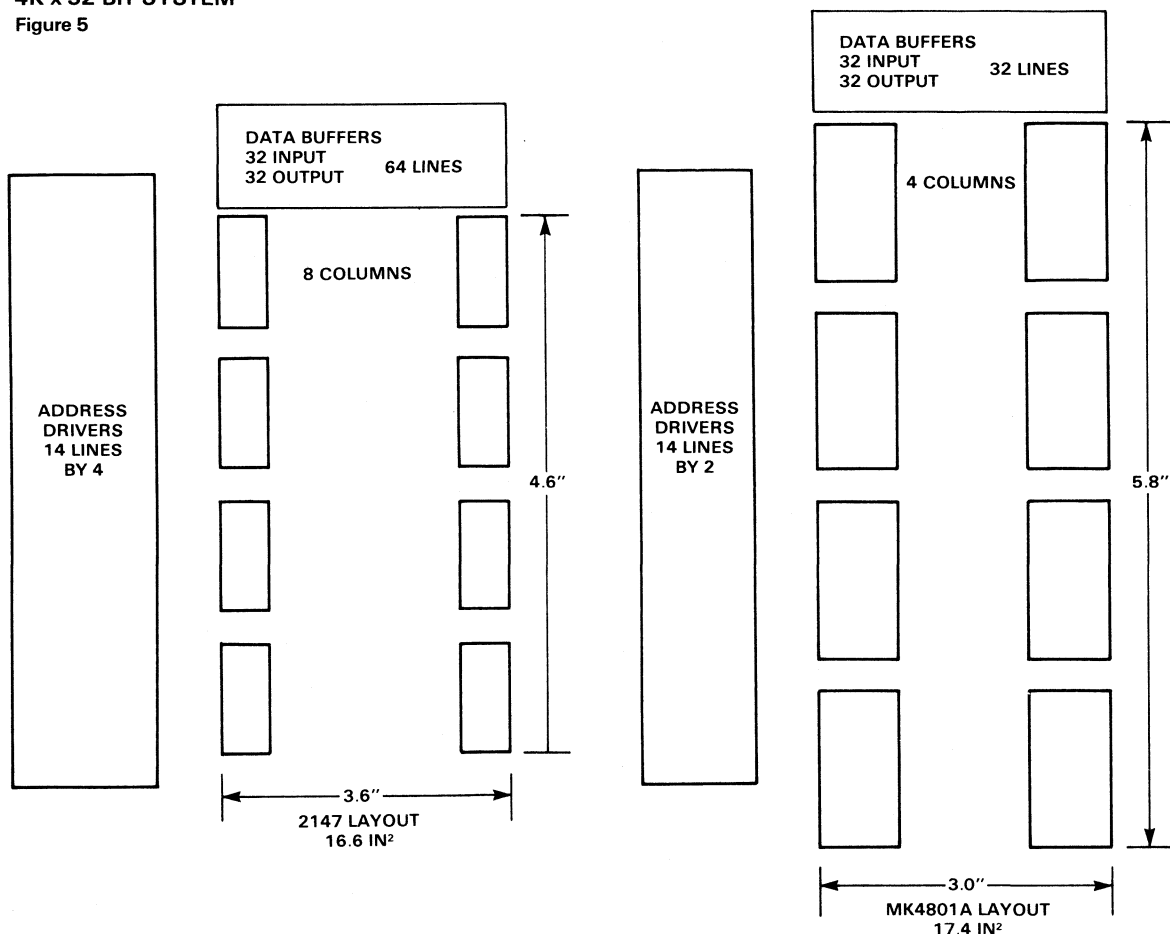 4K x 32 BIT SYSTEM
Figure 5
DATA BUFFERS
32 INPUT
32 OUTPUT
64 LINES
8 COLUMNS
ADDRESS
DRIVERS
14 LINES
BY 4
4.6"
3.6"
2147 LAYOUT
16.6 IN²
DATA BUFFERS
32 INPUT
32 OUTPUT
32 LINES
4 COLUMNS
ADDRESS
DRIVERS
14 LINES
BY 2
5.8"
3.0"
MK4801A LAYOUT
17.4 IN²